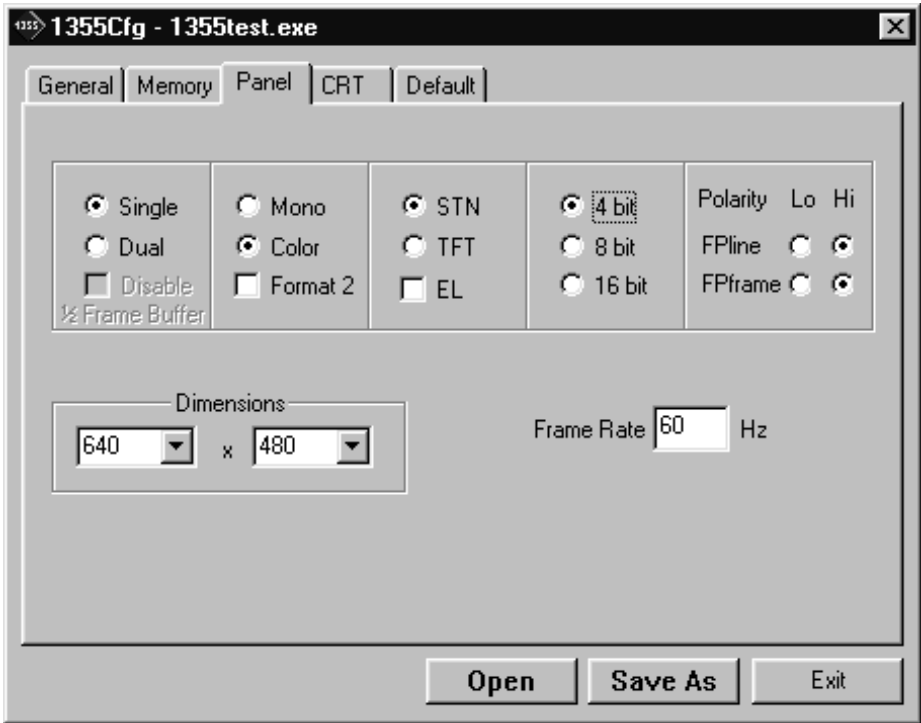 1355 1355Cfg - 1355test.exe
General Memory Panel CRT Default
Single Mono STN 4 bit Polarity Lo Hi
Dual Color TFT 8 bit FPline
Disable Format 2 EL 16 bit FPframe
½ Frame Buffer
Dimensions
640 x 480 Frame Rate 60 Hz
Open Save As Exit